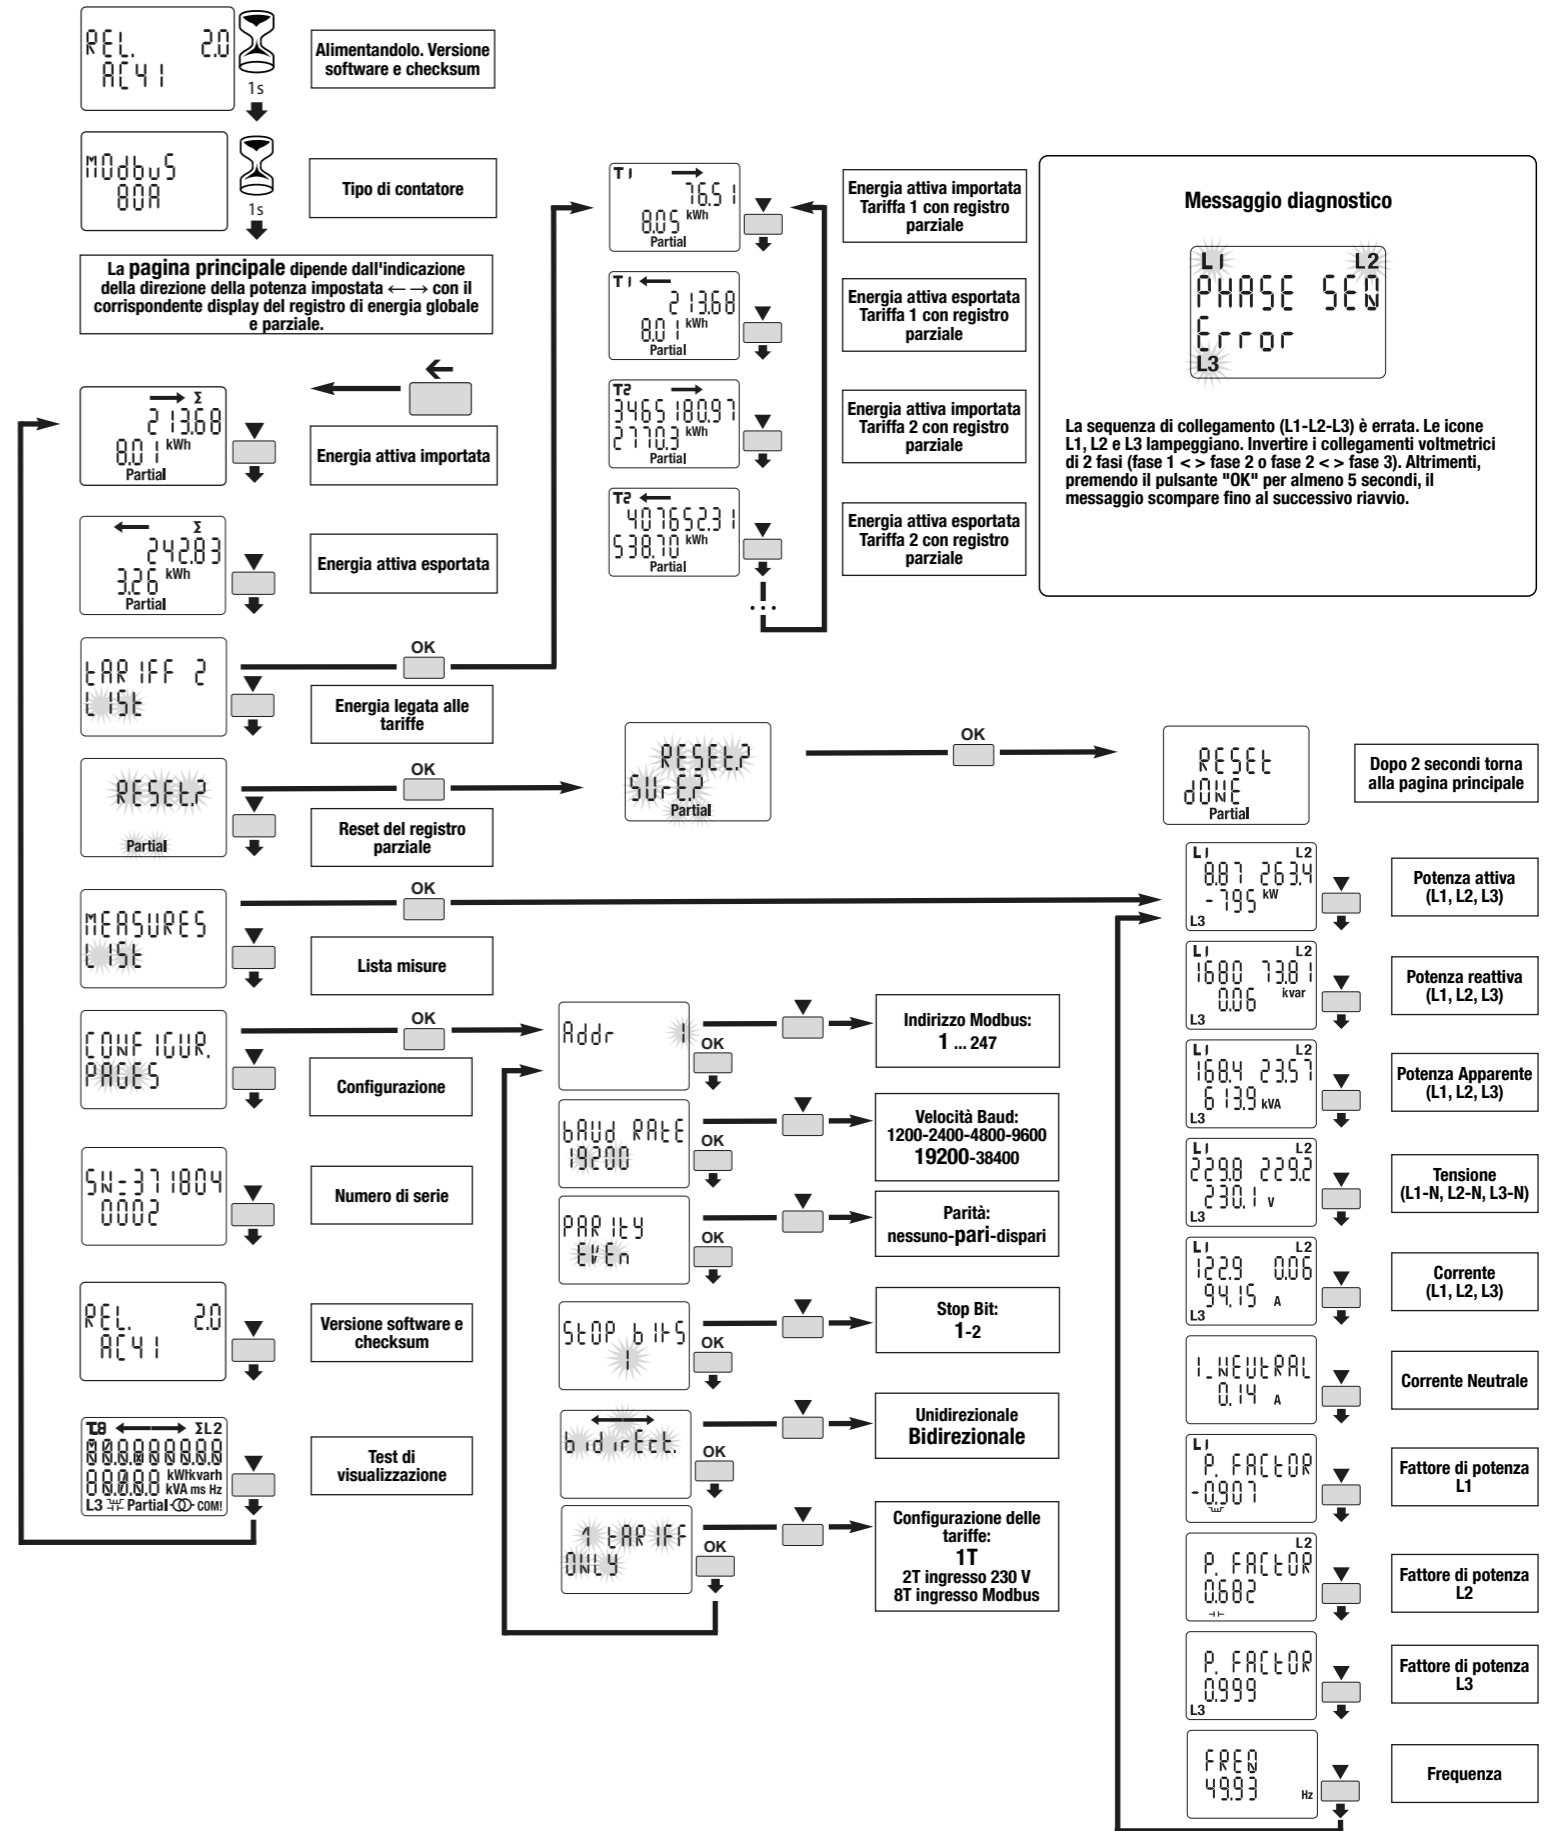 REL. 2.0
AC41
1s
Alimentandolo. Versione
software e checksum
MOdbuS
80A
1s
Tipo di contatore
La pagina principale dipende dall'indicazione
della direzione della potenza impostata ←→ con il
corrispondente display del registro di energia globale
e parziale.
→ Σ
213.68
8.01 kWh
Partial
←
Energia attiva importata
← Σ
242.83
3.26 kWh
Partial
Energia attiva esportata
tARIFF 2
LISt
OK
Energia legata alle
tariffe
RESEt.?
Partial
OK
Reset del registro
parziale
RESEt.?
SUrE.?
Partial
OK
RESEt
dONE
Partial
Dopo 2 secondi torna
alla pagina principale
MEASURES
LISt
OK
Lista misure
CONFIGUR.
PAGES
OK
Configurazione
SN=371804
0002
Numero di serie
REL. 2.0
AC41
Versione software e
checksum
T8 ←→ ΣL2
88.8.8.8.8.8.8
88.8.8.8 kWhkvarh
kVA ms Hz
L3 Partial COM!
Test di
visualizzazione
T1 →
76.51
8.05 kWh
Partial
Energia attiva importata
Tariffa 1 con registro
parziale
T1 ←
213.68
8.01 kWh
Partial
Energia attiva esportata
Tariffa 1 con registro
parziale
T2 →
3465180.97
2770.3 kWh
Partial
Energia attiva importata
Tariffa 2 con registro
parziale
T2 ←
407652.31
538.70 kWh
Partial
Energia attiva esportata
Tariffa 2 con registro
parziale
...
Messaggio diagnostico
L1 L2
PHASE SEQ
Error
L3
La sequenza di collegamento (L1-L2-L3) è errata. Le icone
L1, L2 e L3 lampeggiano. Invertire i collegamenti voltmetrici
di 2 fasi (fase 1 < > fase 2 o fase 2 < > fase 3). Altrimenti,
premendo il pulsante "OK" per almeno 5 secondi, il
messaggio scompare fino al successivo riavvio.
Addr 1
OK
Indirizzo Modbus:
1 ... 247
bAUd RAtE
19200
OK
Velocità Baud:
1200-2400-4800-9600
19200-38400
PARItY
EVEn
OK
Parità:
nessuno-pari-dispari
StOP bItS
1
OK
Stop Bit:
1-2
←→
bidirEct.
OK
Unidirezionale
Bidirezionale
1 tARIFF
ONLY
OK
Configurazione delle
tariffe:
1T
2T ingresso 230 V
8T ingresso Modbus
L1 L2
8.87 263.4
-795 kW
L3
Potenza attiva
(L1, L2, L3)
L1 L2
1680 73.81
0.06 kvar
L3
Potenza reattiva
(L1, L2, L3)
L1 L2
168.4 23.57
613.9 kVA
L3
Potenza Apparente
(L1, L2, L3)
L1 L2
229.8 229.2
230.1 V
L3
Tensione
(L1-N, L2-N, L3-N)
L1 L2
122.9 0.06
94.15 A
L3
Corrente
(L1, L2, L3)
I_NEUtRAL
0.14 A
Corrente Neutrale
L1
P. FACtOR
-0.907
Fattore di potenza
L1
L2
P. FACtOR
0.682
Fattore di potenza
L2
P. FACtOR
0.999
L3
Fattore di potenza
L3
FREQ
49.93 Hz
Frequenza